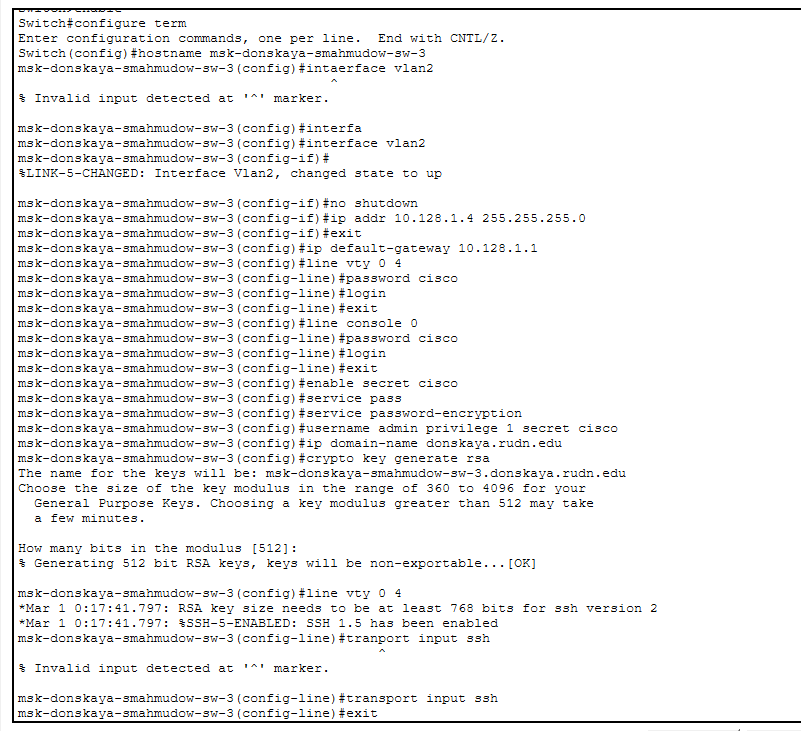 Switch>enable
Switch#configure term
Enter configuration commands, one per line.  End with CNTL/Z.
Switch(config)#hostname msk-donskaya-smahmudow-sw-3
msk-donskaya-smahmudow-sw-3(config)#intaerface vlan2
^
% Invalid input detected at '^' marker.
msk-donskaya-smahmudow-sw-3(config)#interfa
msk-donskaya-smahmudow-sw-3(config)#interface vlan2
msk-donskaya-smahmudow-sw-3(config-if)#
%LINK-5-CHANGED: Interface Vlan2, changed state to up
msk-donskaya-smahmudow-sw-3(config-if)#no shutdown
msk-donskaya-smahmudow-sw-3(config-if)#ip addr 10.128.1.4 255.255.255.0
msk-donskaya-smahmudow-sw-3(config-if)#exit
msk-donskaya-smahmudow-sw-3(config)#ip default-gateway 10.128.1.1
msk-donskaya-smahmudow-sw-3(config)#line vty 0 4
msk-donskaya-smahmudow-sw-3(config-line)#password cisco
msk-donskaya-smahmudow-sw-3(config-line)#login
msk-donskaya-smahmudow-sw-3(config-line)#exit
msk-donskaya-smahmudow-sw-3(config)#line console 0
msk-donskaya-smahmudow-sw-3(config-line)#password cisco
msk-donskaya-smahmudow-sw-3(config-line)#login
msk-donskaya-smahmudow-sw-3(config-line)#exit
msk-donskaya-smahmudow-sw-3(config)#enable secret cisco
msk-donskaya-smahmudow-sw-3(config)#service pass
msk-donskaya-smahmudow-sw-3(config)#service password-encryption
msk-donskaya-smahmudow-sw-3(config)#username admin privilege 1 secret cisco
msk-donskaya-smahmudow-sw-3(config)#ip domain-name donskaya.rudn.edu
msk-donskaya-smahmudow-sw-3(config)#crypto key generate rsa
The name for the keys will be: msk-donskaya-smahmudow-sw-3.donskaya.rudn.edu
Choose the size of the key modulus in the range of 360 to 4096 for your
General Purpose Keys. Choosing a key modulus greater than 512 may take
a few minutes.
How many bits in the modulus [512]:
% Generating 512 bit RSA keys, keys will be non-exportable...[OK]
msk-donskaya-smahmudow-sw-3(config)#line vty 0 4
*Mar 1 0:17:41.797: RSA key size needs to be at least 768 bits for ssh version 2
*Mar 1 0:17:41.797: %SSH-5-ENABLED: SSH 1.5 has been enabled
msk-donskaya-smahmudow-sw-3(config-line)#tranport input ssh
^
% Invalid input detected at '^' marker.
msk-donskaya-smahmudow-sw-3(config-line)#transport input ssh
msk-donskaya-smahmudow-sw-3(config-line)#exit